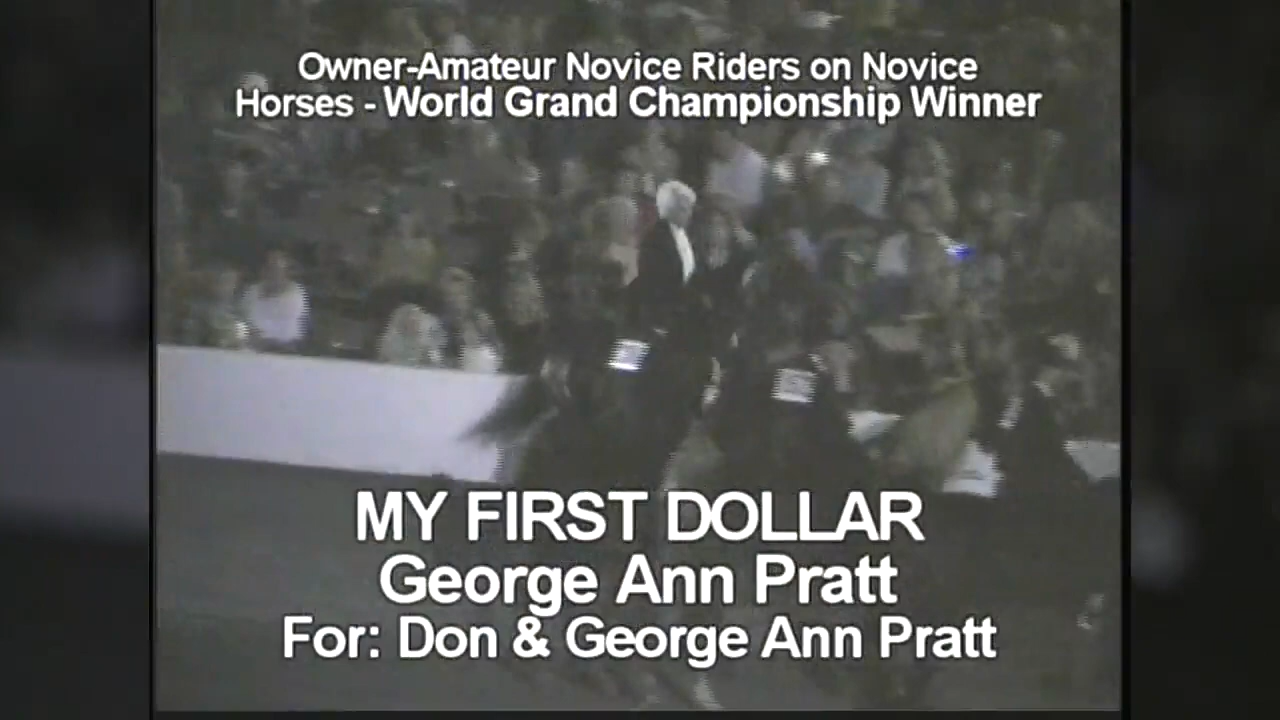 Owner-Amateur Novice Riders on Novice
Horses - World Grand Championship Winner
MY FIRST DOLLAR
George Ann Pratt
For: Don & George Ann Pratt